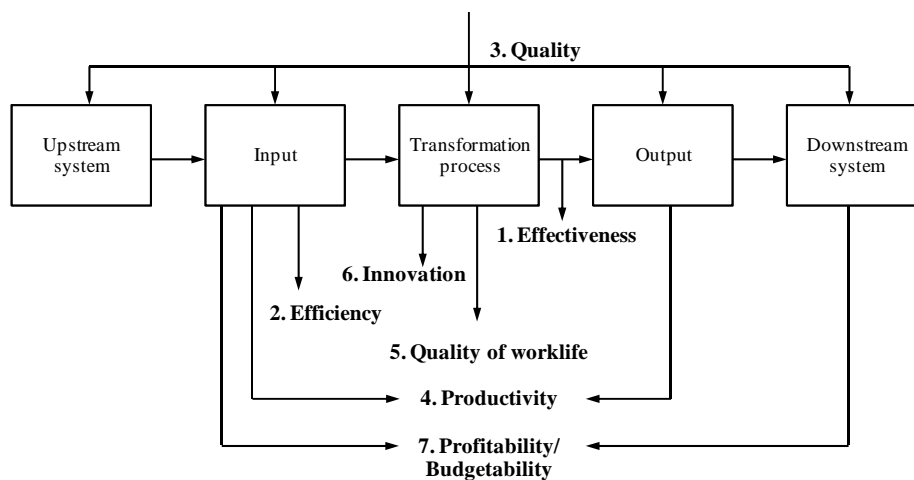 3. Quality
Upstream
system
Input
Transformation
process
Output
Downstream
system
1. Effectiveness
6. Innovation
2. Efficiency
5. Quality of worklife
4. Productivity
7. Profitability/
Budgetability